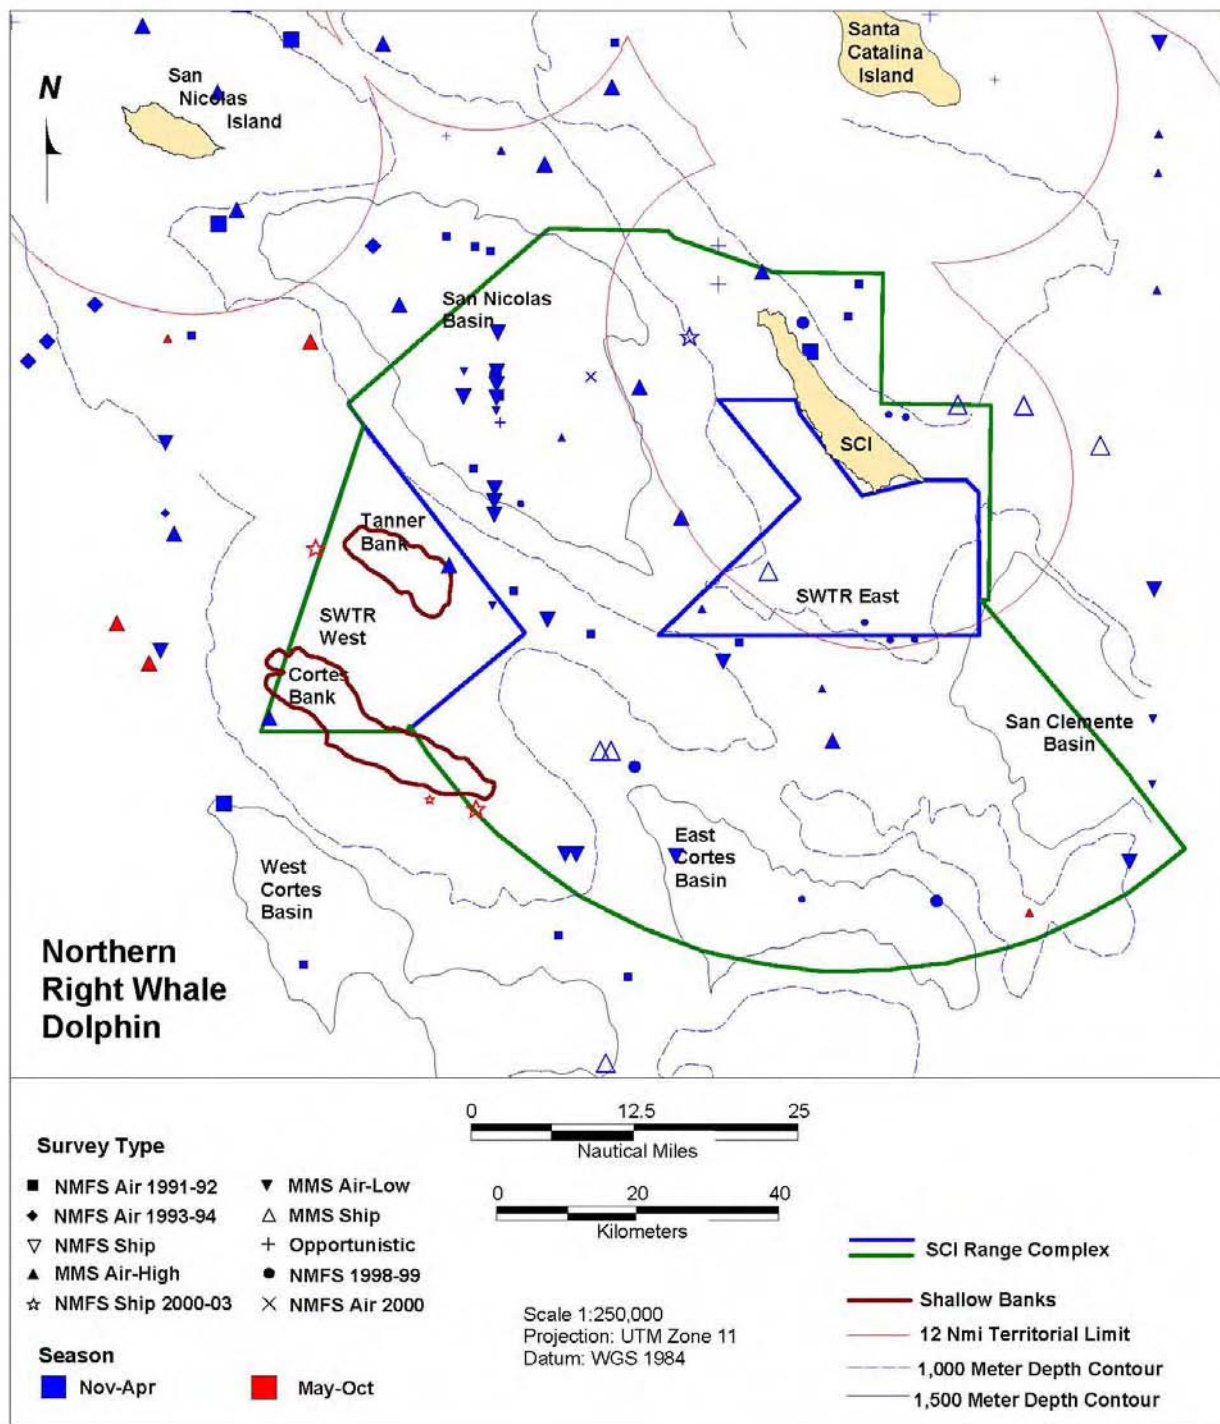 Santa
Catalina
Island
San
Nicolas
Island
N
San Nicolas
Basin
SCI
Tanner
Bank
SWTR East
SWTR
West
Cortes
Bank
San Clemente
Basin
East
Cortes
Basin
West
Cortes
Basin
Northern
Right Whale
Dolphin
0 12.5 25
Nautical Miles
0 20 40
Kilometers
Survey Type
NMFS Air 1991-92
NMFS Air 1993-94
NMFS Ship
MMS Air-High
NMFS Ship 2000-03
MMS Air-Low
MMS Ship
Opportunistic
NMFS 1998-99
NMFS Air 2000
Season
Nov-Apr
May-Oct
Scale 1:250,000
Projection: UTM Zone 11
Datum: WGS 1984
SCI Range Complex
Shallow Banks
12 Nmi Territorial Limit
1,000 Meter Depth Contour
1,500 Meter Depth Contour